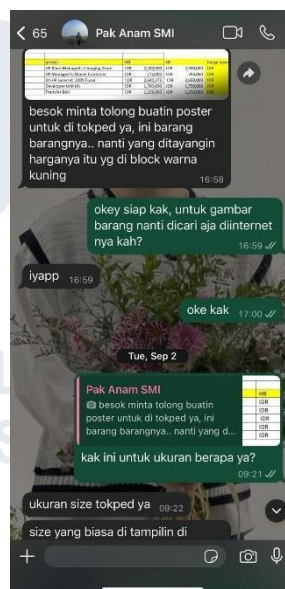 65 Pak Anam SMI
besok minta tolong buatin poster
untuk di tokped ya, ini barang
barangnya.. nanti yang ditayangin
harganya itu yg di block warna
kuning
16:58
okey siap kak, untuk gambar
barang nanti dicari aja diinternet
nya kah?
16:59
iyapp 16:59
oke kak 17:00
Tue, Sep 2
Pak Anam SMI
besok minta tolong buatin
poster untuk di tokped ya, ini
barang barangnya.. nanti yang d...
MB
IDR
IDR
IDR
IDR
IDR
kak ini untuk ukuran berapa ya?
09:21
ukuran size tokped ya 09:22
size yang biasa di tampilin di